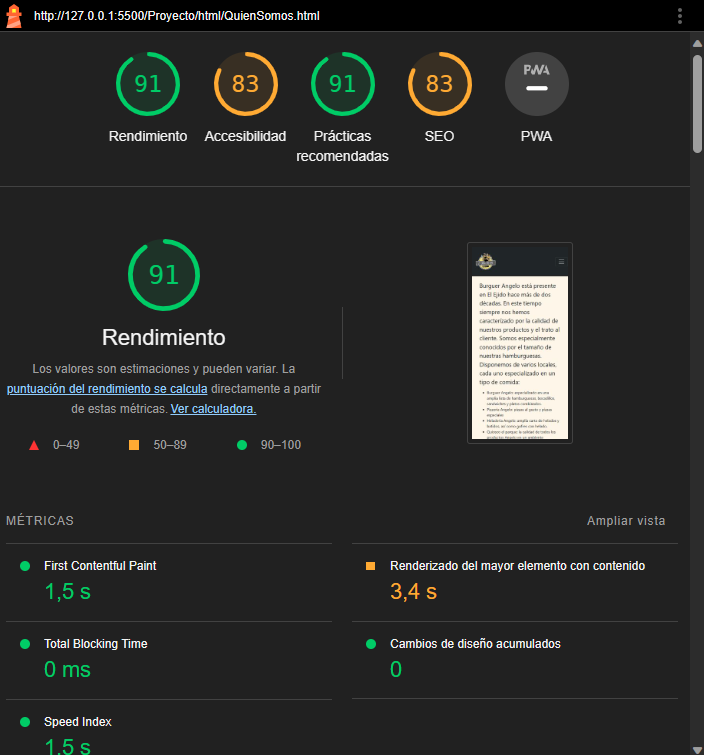 http://127.0.0.1:5500/Proyecto/html/QuienSomos.html
91
83
91
83
PWA
Rendimiento
Accesibilidad
Prácticas
recomendadas
SEO
PWA
91
Rendimiento
Los valores son estimaciones y pueden variar. La
puntuación del rendimiento se calcula directamente a partir
de estas métricas. Ver calculadora.
0–49
50–89
90–100
Burguer Angelo está presente
en El Ejido hace más de dos
décadas. En este tiempo
siempre nos hemos
caracterizado por la calidad de
nuestros productos y el trato al
cliente. Somos especialmente
conocidos por el tamaño de
nuestras hamburguesas.
Disponemos de varios locales,
cada uno especializado en un
tipo de comida:
MÉTRICAS
Ampliar vista
First Contentful Paint
1,5 s
Renderizado del mayor elemento con contenido
3,4 s
Total Blocking Time
0 ms
Cambios de diseño acumulados
0
Speed Index
1,5 s